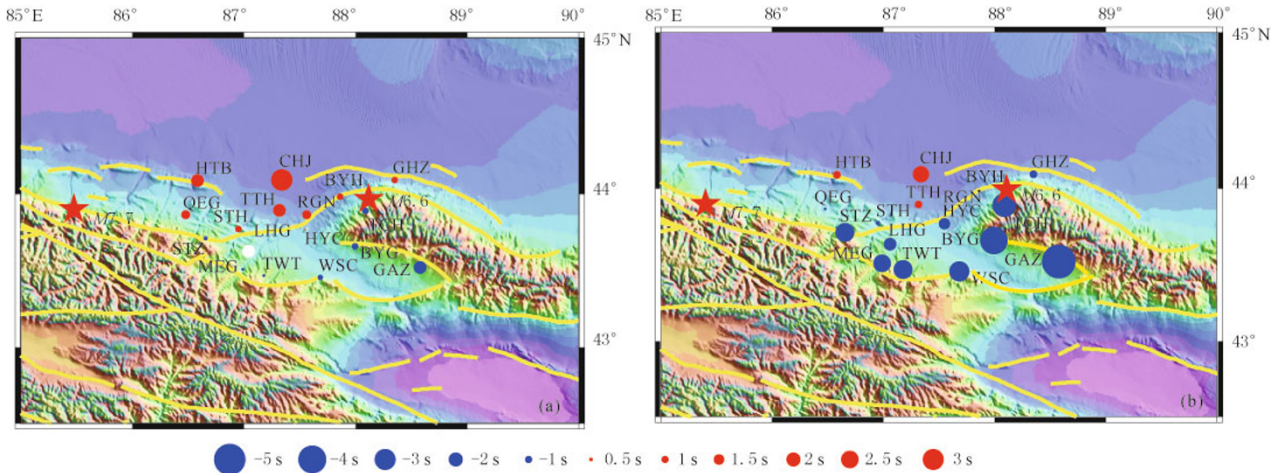 85°E 86° 87° 88° 89° 90°
45°N
HTB CHJ GHZ
BYH
QEG TTH RGN M6.6
M7.7 STH
STZ LHG HYC BYG
MEG TWT WSC GAZ
44°
43°
(a)
85°E 86° 87° 88° 89° 90°
45°N
HTB CHJ GHZ
BYH
QEG TTH RGN M6.6
STZ STH HYC
LHG BYG
MEG TWT GAZ
WSC
44°
43°
(b)
-5 s -4 s -3 s -2 s -1 s 0.5 s 1 s 1.5 s 2 s 2.5 s 3 s